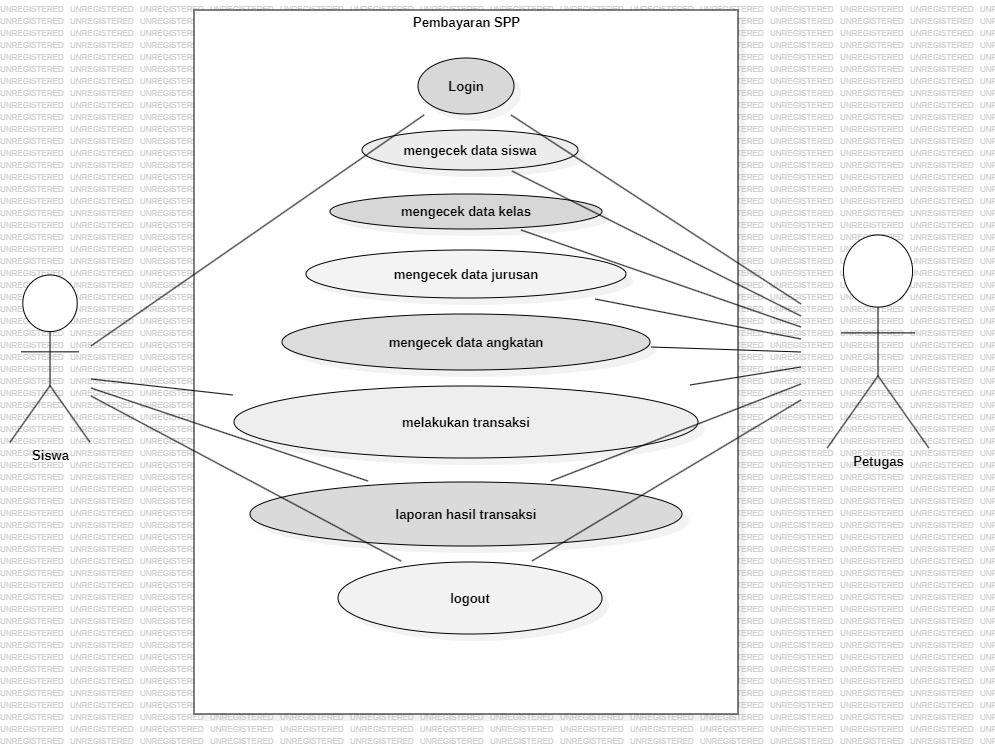 Pembayaran SPP
Login
mengecek data siswa
mengecek data kelas
mengecek data jurusan
mengecek data angkatan
melakukan transaksi
laporan hasil transaksi
logout
Siswa
Petugas
UNREGISTERED